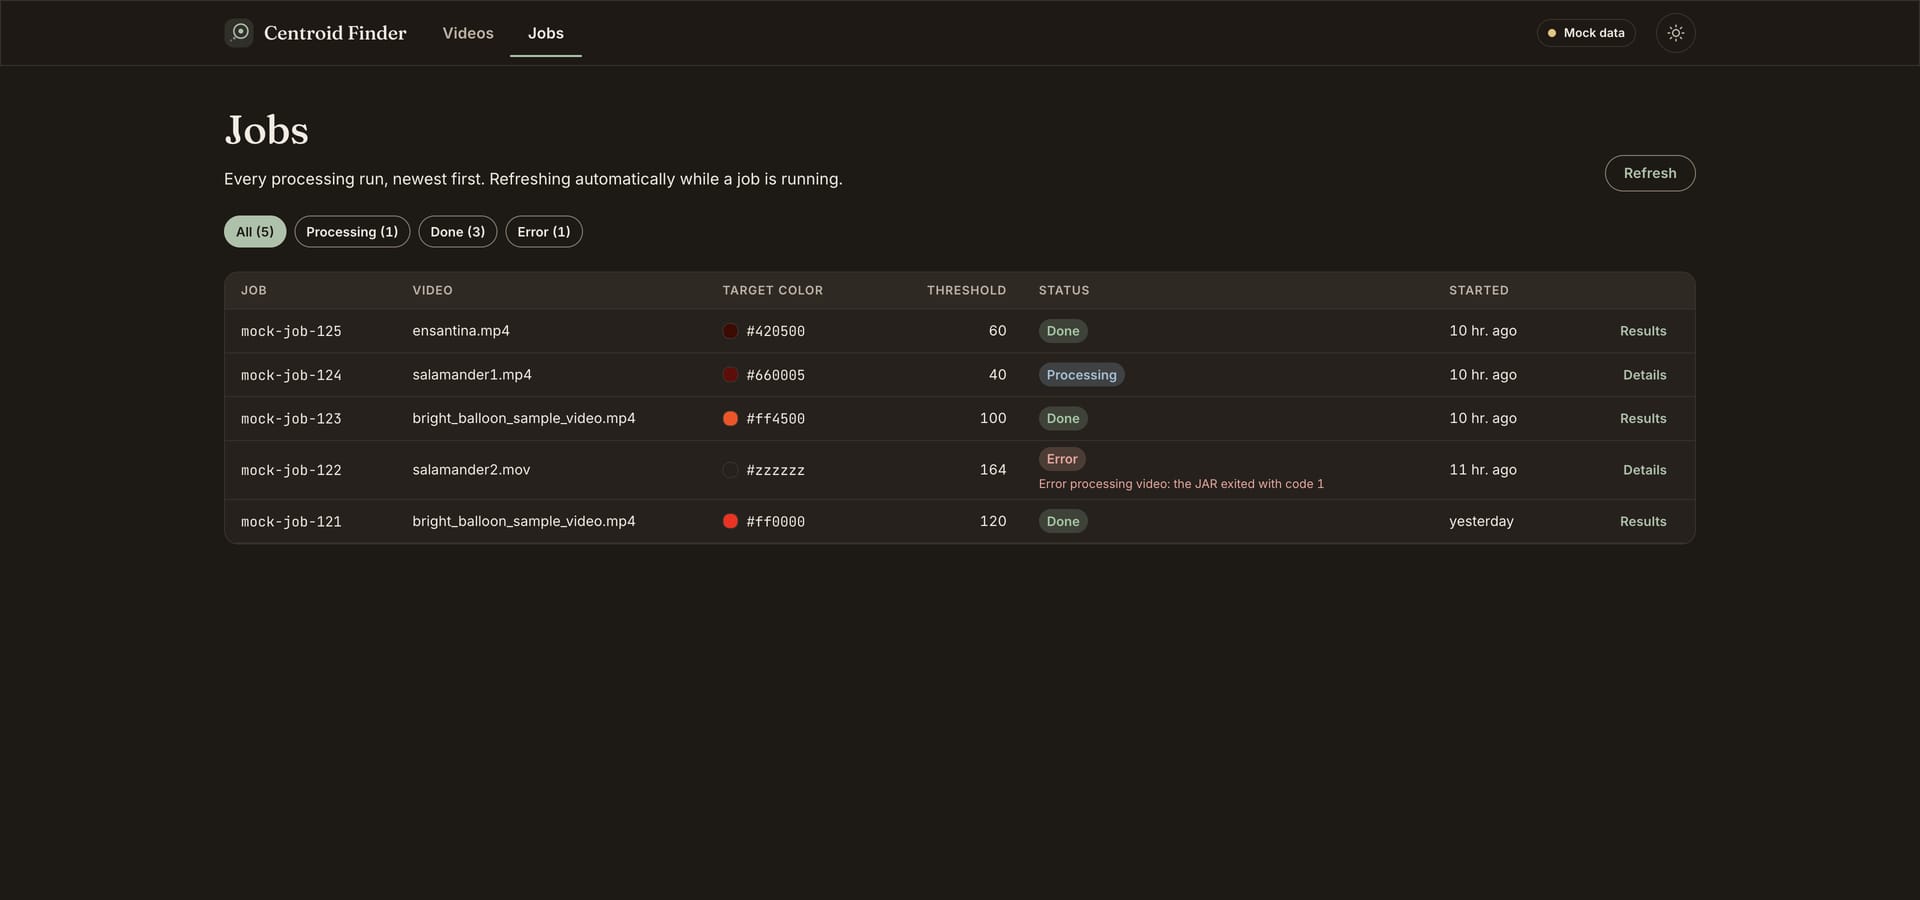 Centroid Finder Videos Jobs Mock data
Jobs
Every processing run, newest first. Refreshing automatically while a job is running.
Refresh
All (5) Processing (1) Done (3) Error (1)
JOB VIDEO TARGET COLOR THRESHOLD STATUS STARTED
mock-job-125 ensantina.mp4 #420500 60 Done 10 hr. ago Results
mock-job-124 salamander1.mp4 #660005 40 Processing 10 hr. ago Details
mock-job-123 bright_balloon_sample_video.mp4 #ff4500 100 Done 10 hr. ago Results
mock-job-122 salamander2.mov #zzzzzz 164 Error 11 hr. ago Details
Error processing video: the JAR exited with code 1
mock-job-121 bright_balloon_sample_video.mp4 #ff0000 120 Done yesterday Results